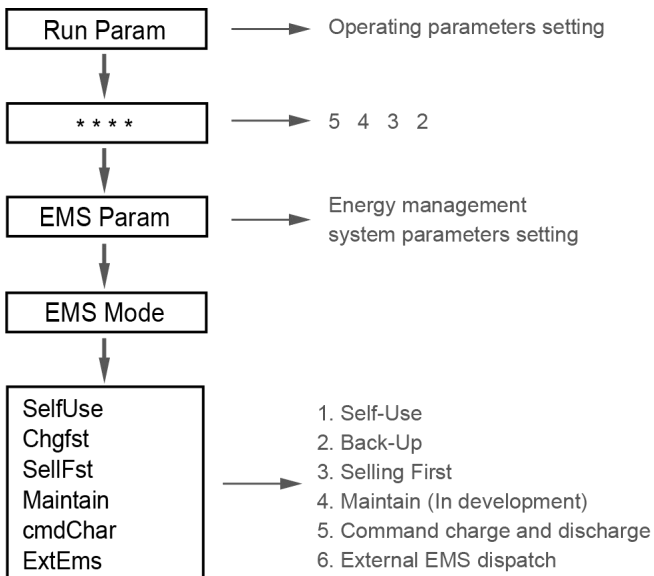 Run Param
Operating parameters setting
* * * *
5 4 3 2
EMS Param
Energy management
system parameters setting
EMS Mode
SelfUse
Chgfst
SellFst
Maintain
cmdChar
ExtEms
1. Self-Use
2. Back-Up
3. Selling First
4. Maintain (In development)
5. Command charge and discharge
6. External EMS dispatch